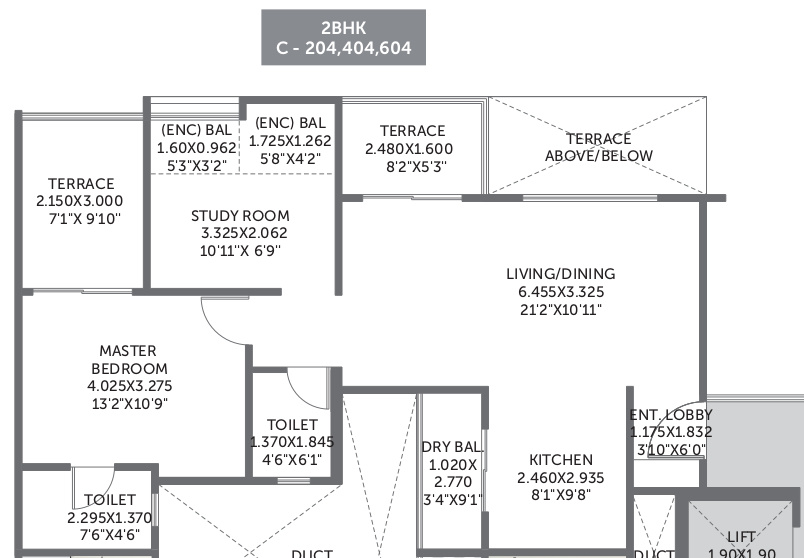 2BHK
C - 204,404,604
(ENC) BAL
1.60X0.962
5'3"X3'2"
(ENC) BAL
1.725X1.262
5'8"X4'2"
TERRACE
2.480X1.600
8'2"X5'3"
TERRACE
ABOVE/BELOW
TERRACE
2.150X3.000
7'1"X 9'10"
STUDY ROOM
3.325X2.062
10'11"X 6'9"
LIVING/DINING
6.455X3.325
21'2"X10'11"
MASTER
BEDROOM
4.025X3.275
13'2"X10'9"
TOILET
1.370X1.845
4'6"X6'1"
DRY BAL.
1.020X
2.770
3'4"X9'1"
KITCHEN
2.460X2.935
8'1"X9'8"
ENT. LOBBY
1.175X1.832
3'10"X6'0"
TOILET
2.295X1.370
7'6"X4'6"
DUCT
DUCT
LIFT
1.90X1.90